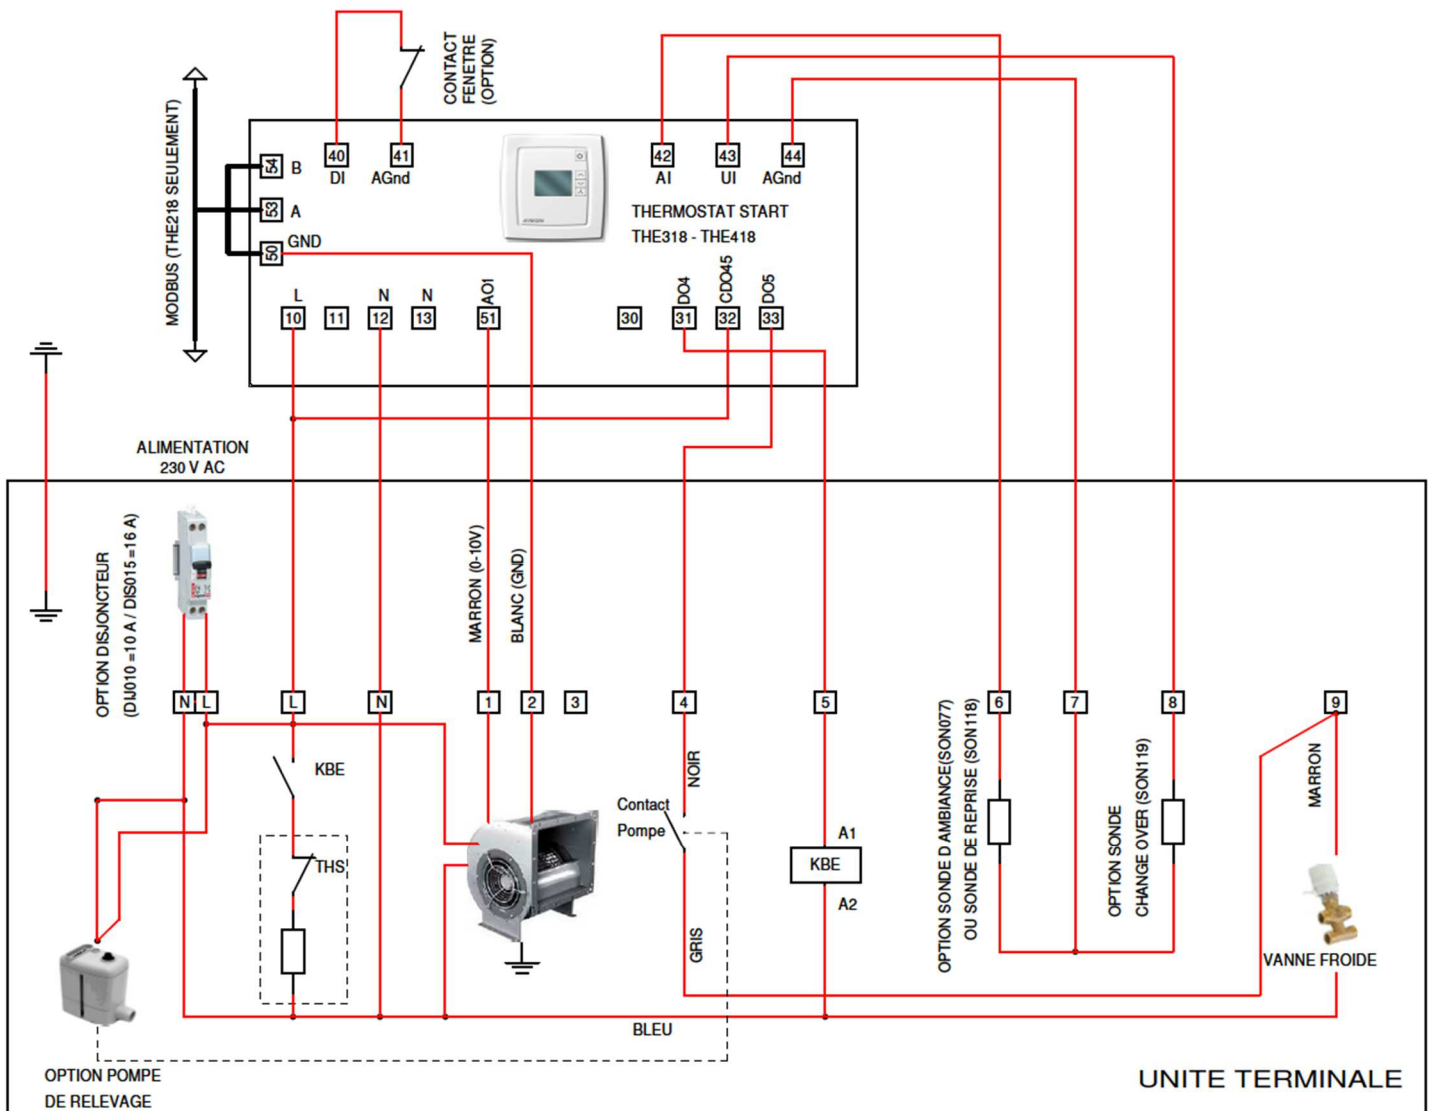 CONTACT
FENETRE
(OPTION)
MODBUS (THE218 SEULEMENT)
54 B
53 A
50 GND
40 41
DI AGnd
42 43 44
AI UI AGnd
THERMOSTAT START
THE318 - THE418
L N N AO1 DO4 CDO45 DO5
10 11 12 13 51 30 31 32 33
ALIMENTATION
230 V AC
OPTION DISJONCTEUR
(DIJ010 =10 A / DIS015 =16 A)
MARRON (0-10V)
BLANC (GND)
N L L N 1 2 3 4 5 6 7 8 9
KBE
THS
NOIR
Contact
Pompe
GRIS
A1
KBE
A2
OPTION SONDE D AMBIANCE(SON077)
OU SONDE DE REPRISE (SON118)
OPTION SONDE
CHANGE OVER (SON119)
MARRON
VANNE FROIDE
BLEU
OPTION POMPE
DE RELEVAGE
UNITE TERMINALE